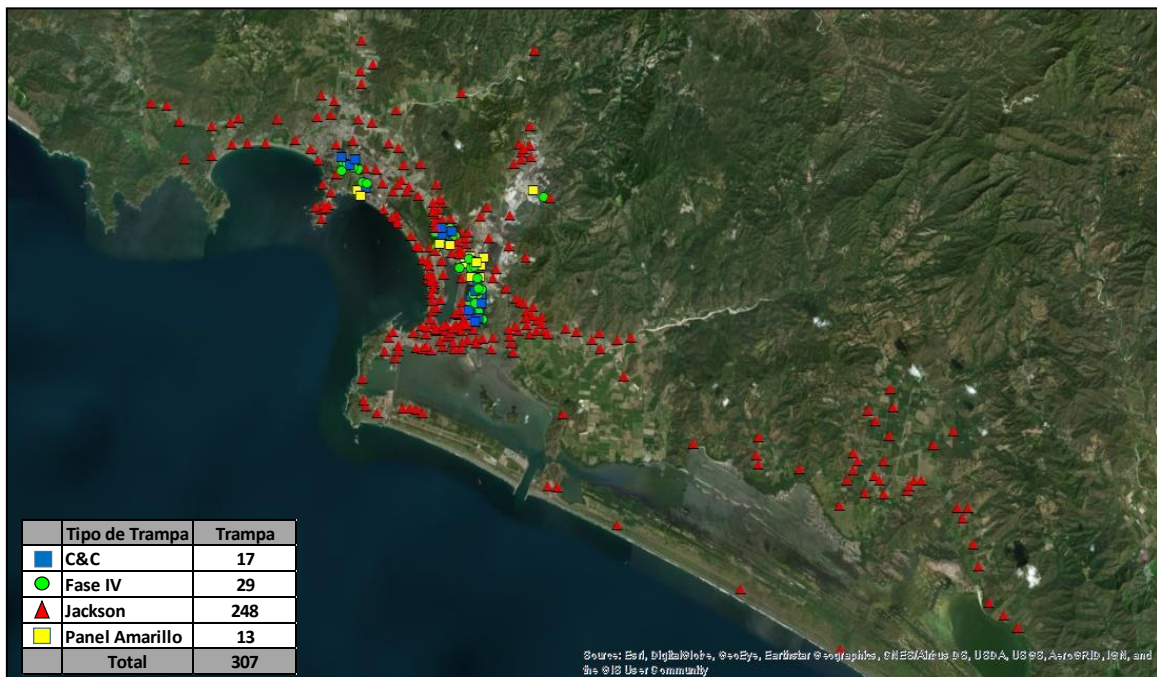 Tipo de Trampa Trampa
C&C 17
Fase IV 29
Jackson 248
Panel Amarillo 13
Total 307
Source: Esri, DigitalGlobe, GeoEye, Earthstar Geographics, CNES/Airbus DS, USDA, USGS, AeroGRID, IGN, and
the GIS User Community